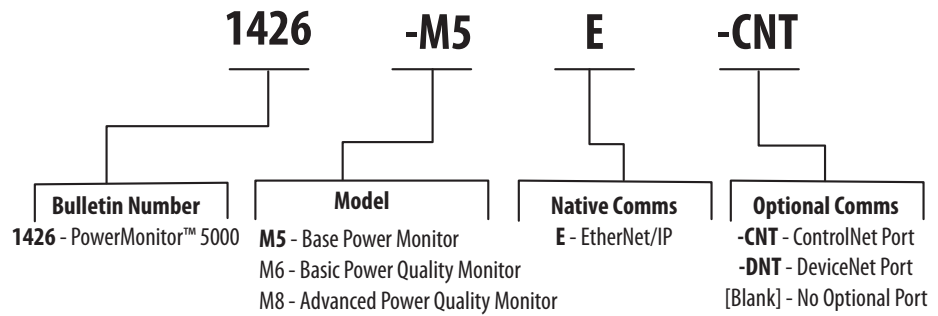 1426 -M5 E -CNT
Bulletin Number
1426 - PowerMonitor™ 5000
Model
M5 - Base Power Monitor
M6 - Basic Power Quality Monitor
M8 - Advanced Power Quality Monitor
Native Comms
E - EtherNet/IP
Optional Comms
-CNT - ControlNet Port
-DNT - DeviceNet Port
[Blank] - No Optional Port